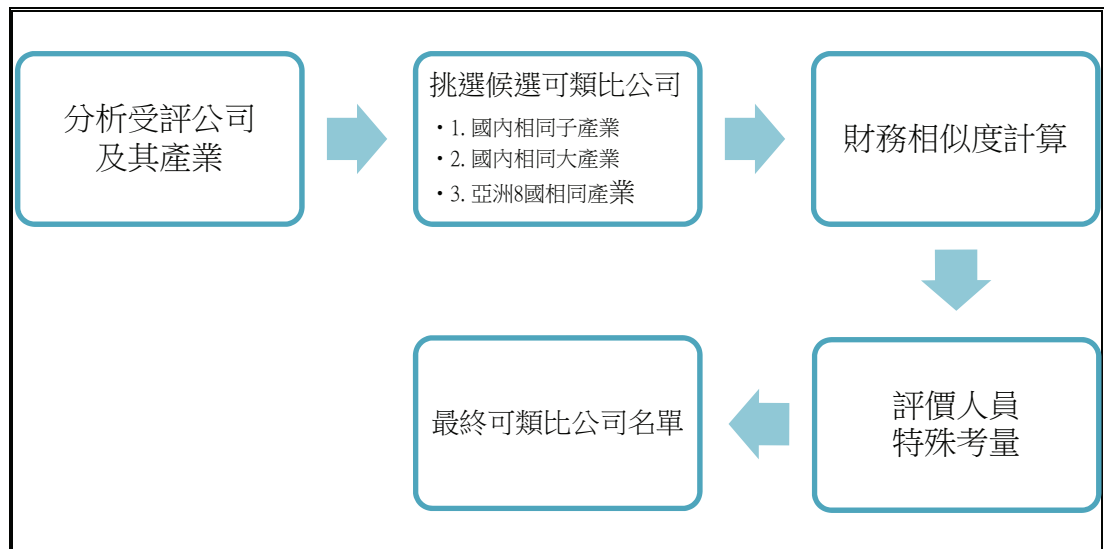 分析受評公司
及其產業
挑選候選可類比公司
・1. 國內相同子產業
・2. 國內相同大產業
・3. 亞洲8國相同產業
財務相似度計算
評價人員
特殊考量
最終可類比公司名單